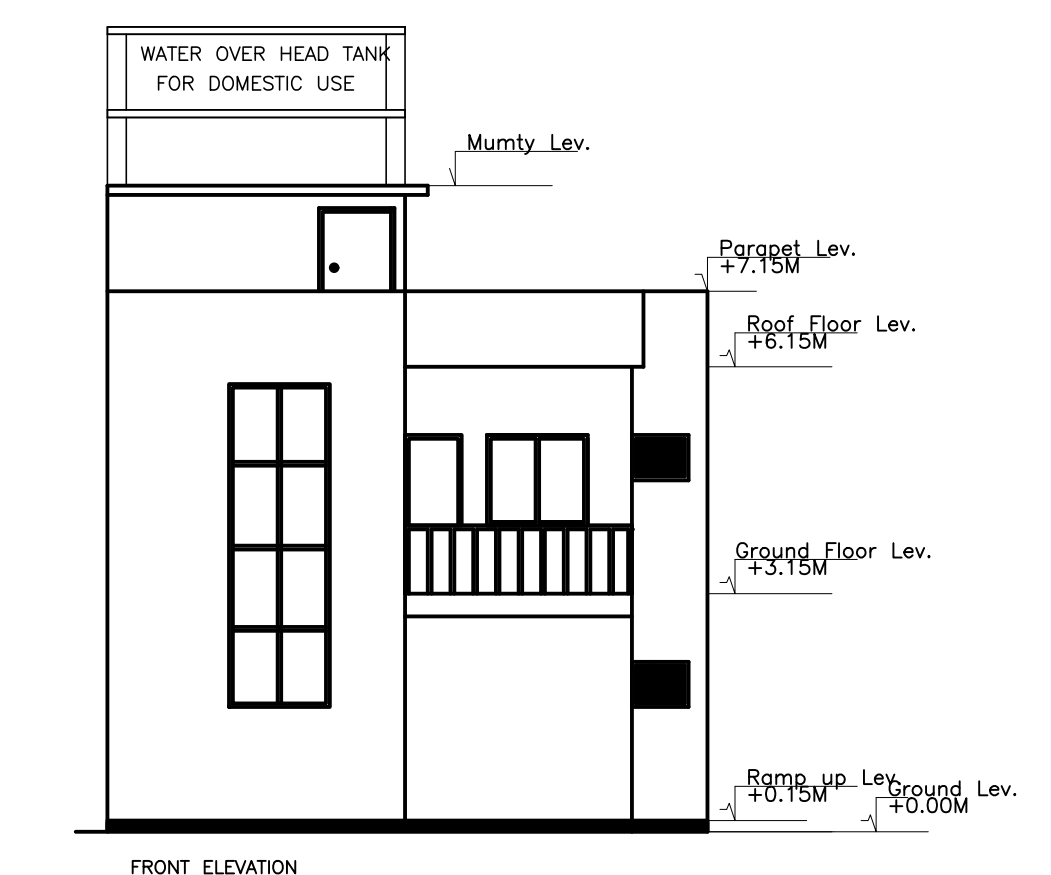 WATER OVER HEAD TANK
FOR DOMESTIC USE
Mumty Lev.
Parapet Lev.
+7.15M
Roof Floor Lev.
+6.15M
Ground Floor Lev.
+3.15M
Ramp up Lev.
+0.15M
Ground Lev.
+0.00M
FRONT ELEVATION